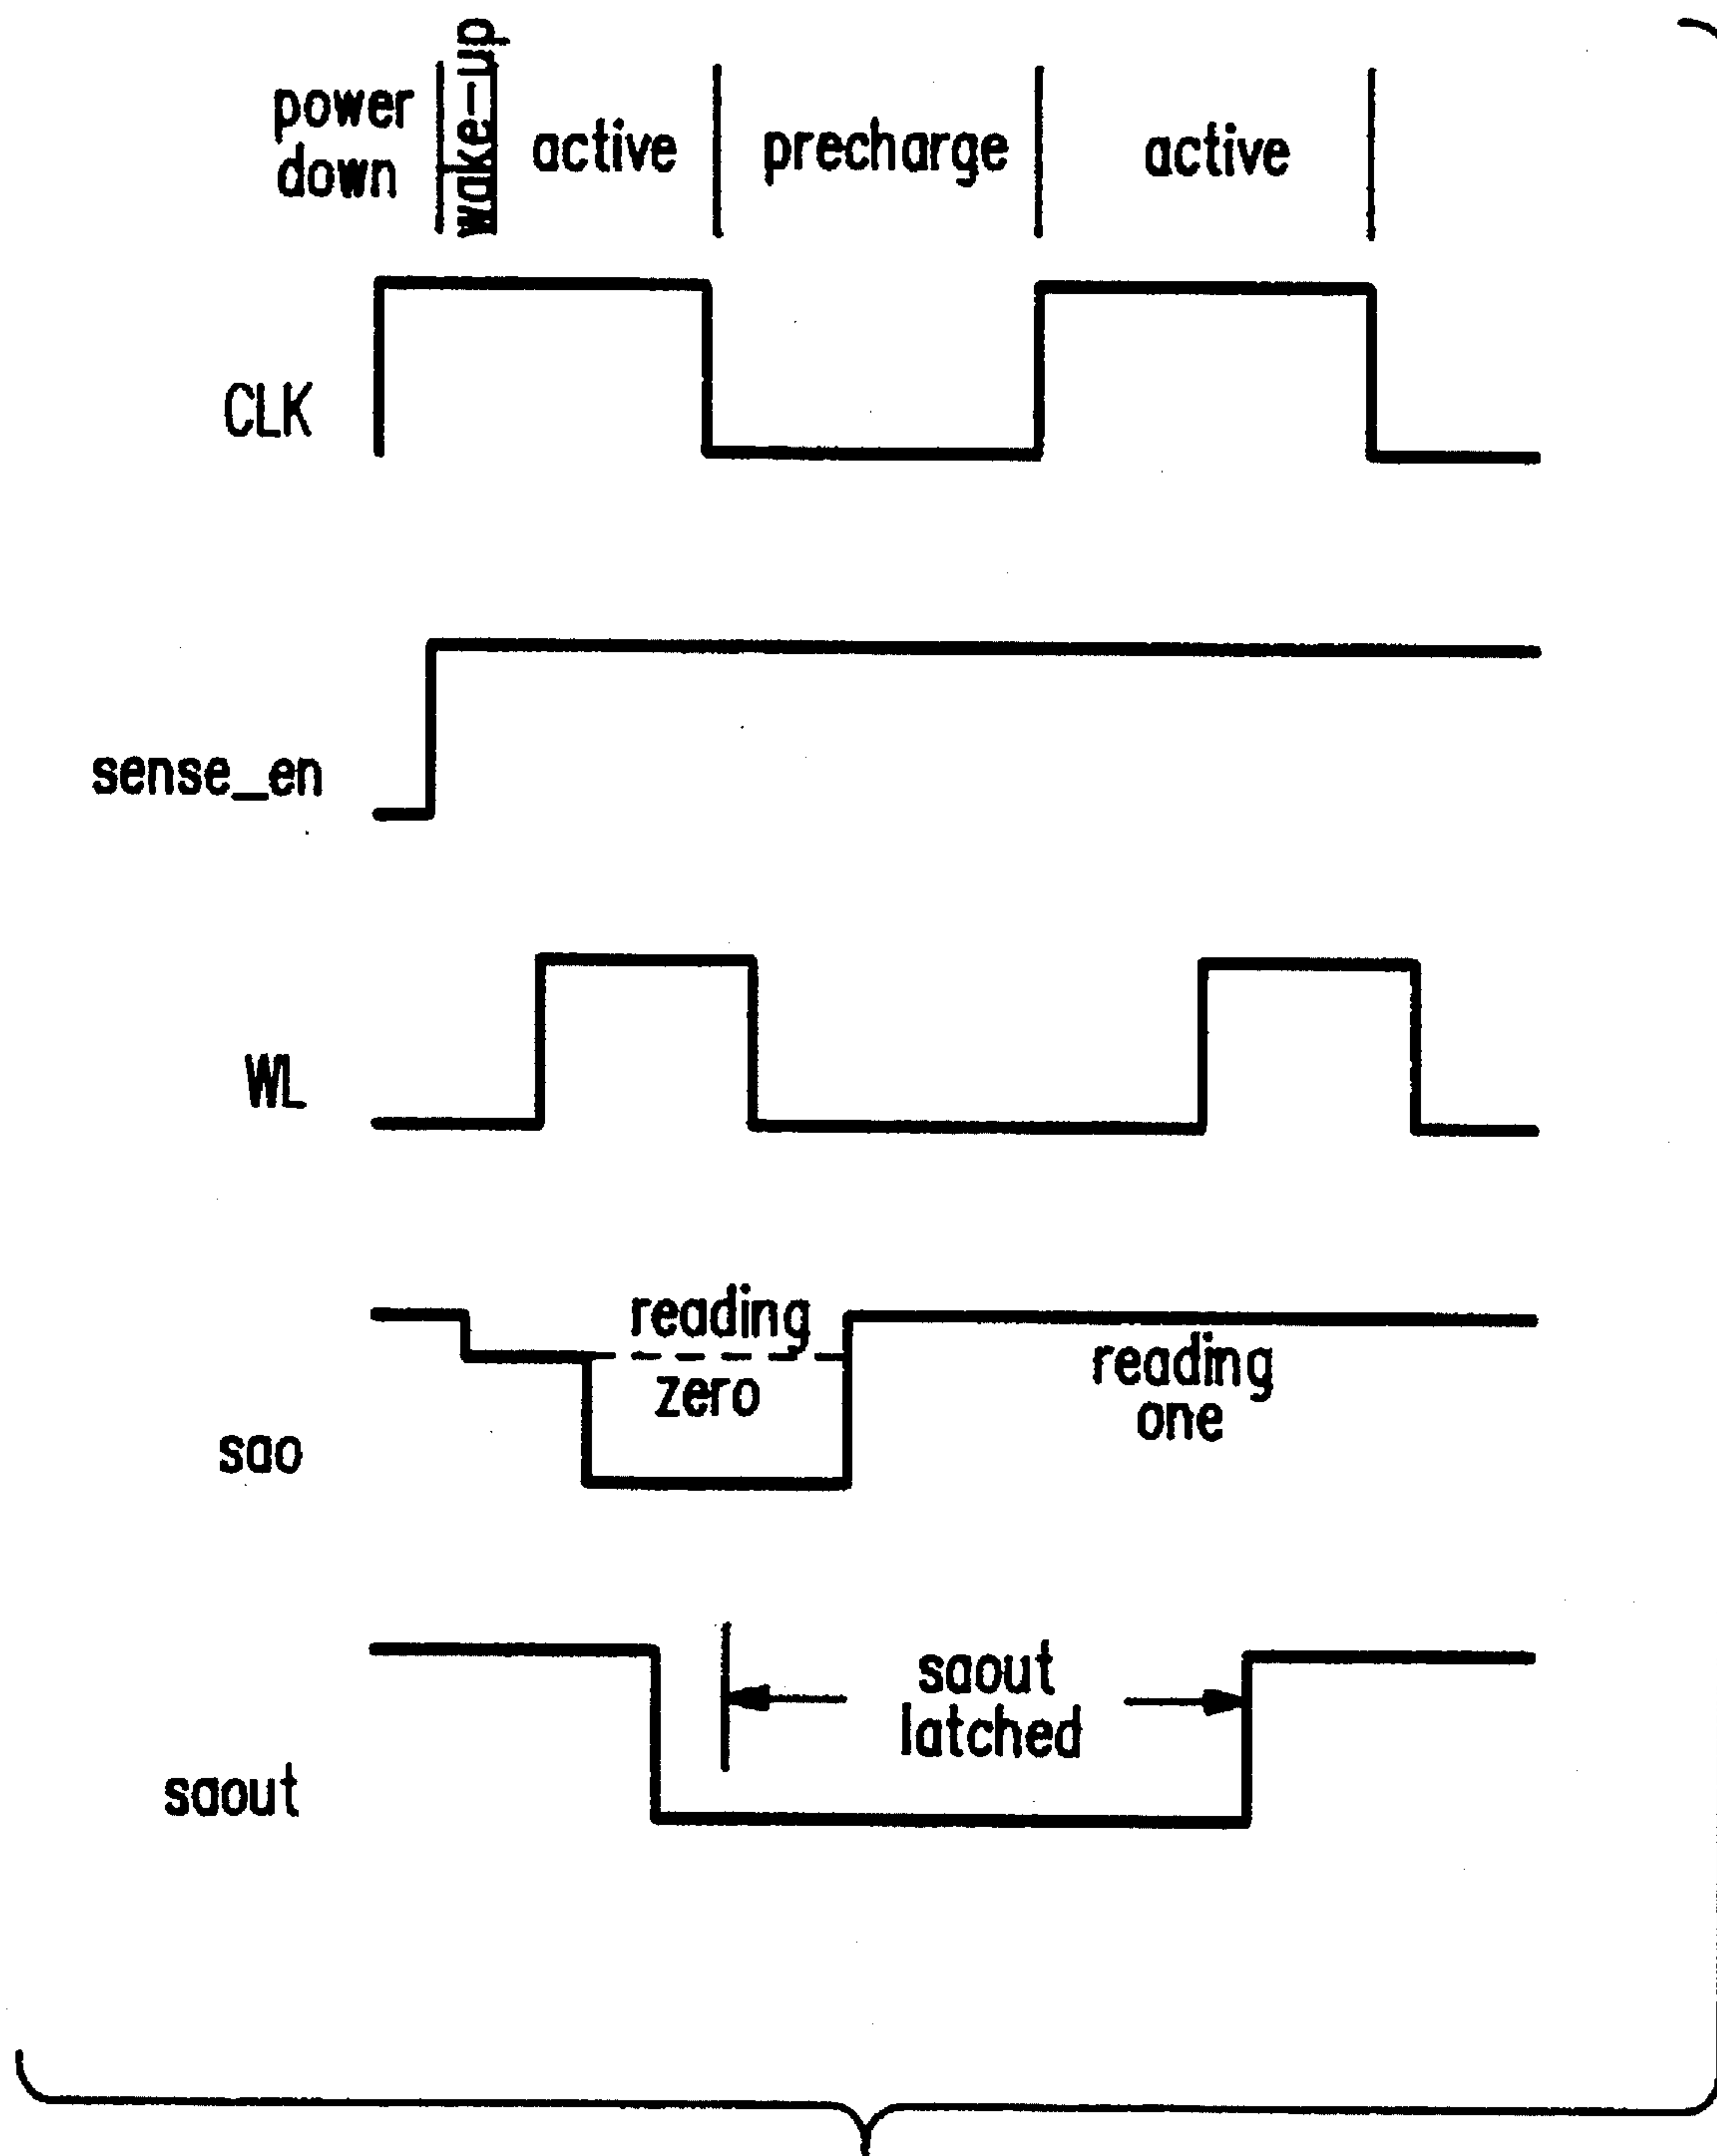 power
down
wake-up
active
precharge
active
CLK
sense_en
WL
reading
zero
reading
one
sao
saout
latched
saout